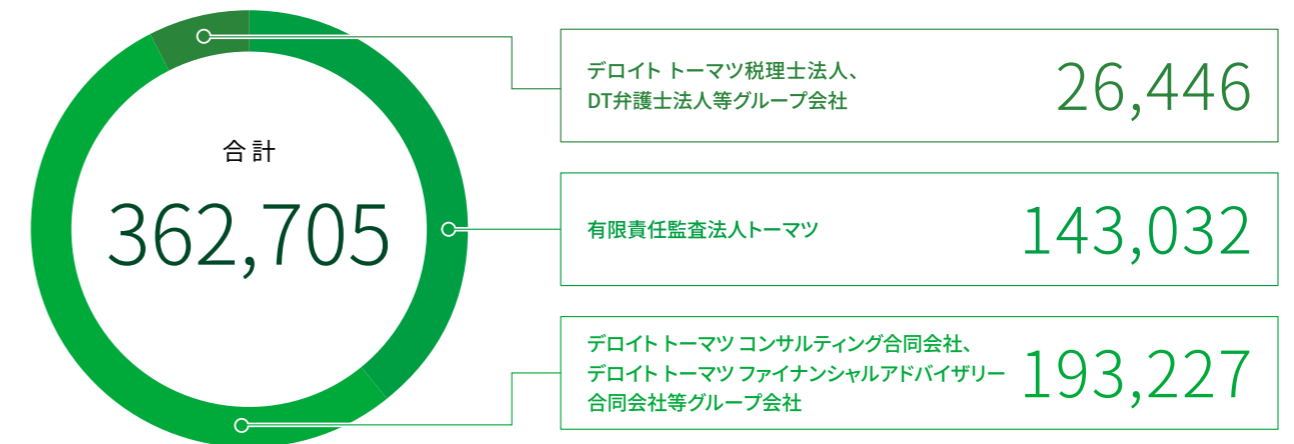 合計
362,705
デロイト トーマツ税理士法人、
DT弁護士法人等グループ会社
26,446
有限責任監査法人トーマツ
143,032
デロイト トーマツ コンサルティング合同会社、
デロイト トーマツ ファイナンシャルアドバイザリー
合同会社等グループ会社
193,227